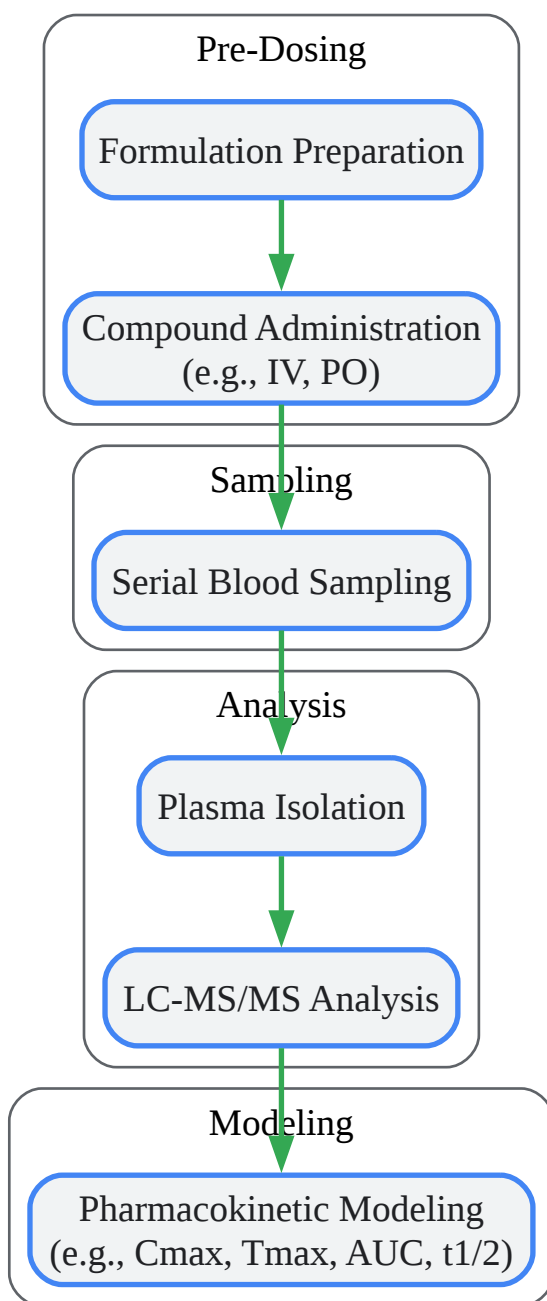 Pre-Dosing
Formulation Preparation
Compound Administration
(e.g., IV, PO)
Sampling
Serial Blood Sampling
Analysis
Plasma Isolation
LC-MS/MS Analysis
Modeling
Pharmacokinetic Modeling
(e.g., Cmax, Tmax, AUC, t1/2)